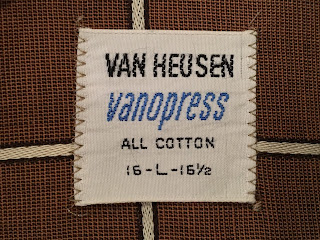 VAN HEUSEN
vanopress
ALL COTTON
16-L-16½